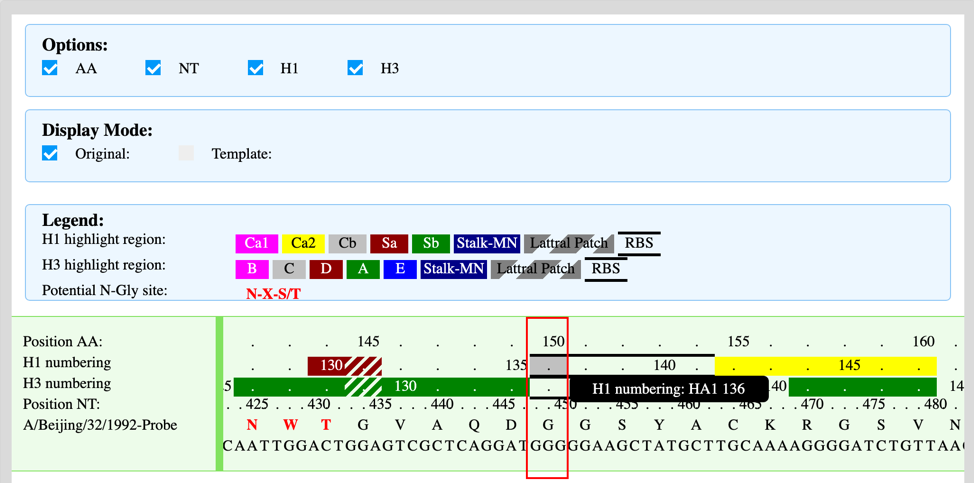 Options:
AA NT H1 H3
Display Mode:
Original: Template:
Legend:
H1 highlight region: Ca1 Ca2 Cb Sa Sb Stalk-MN Lattral Patch RBS
H3 highlight region: B C D A E Stalk-MN Lattral Patch RBS
Potential N-Gly site: N-X-S/T
Position AA: . . . 145 . . . . 150 . . . . 155 . . . . 160 .
H1 numbering . . 130 . . . . 135 . . . 140 . . . . 145 . . .
H3 numbering 5 . . . . 130 . . . . H1 numbering: HA1 136 40 . . . . 14
Position NT: . . 425 . . . . 430 . . . . 435 . . . . 440 . . . . 445 . . . . 450 . . . . 455 . . . . 460 . . . . 465 . . . . 470 . . . . 475 . . . . 480 . .
A/Beijing/32/1992-Probe N W T G V A Q D G G S Y A C K R G S V N
CAATTGGACTGGAGTCGCTCAGGATGGGGGAAGCTATGCTTGCAAAAGGGGATCTGTTAA